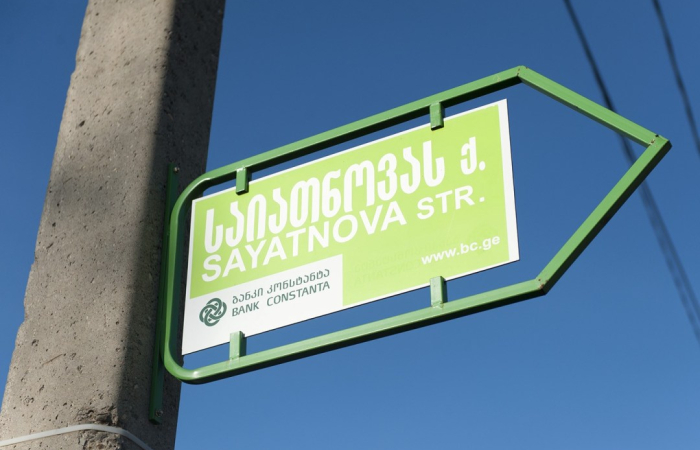 საიათნოვას ქ.
SAYATNOVA STR.
www.bc.ge
ბანკი კონსტანტა
BANK CONSTANTA